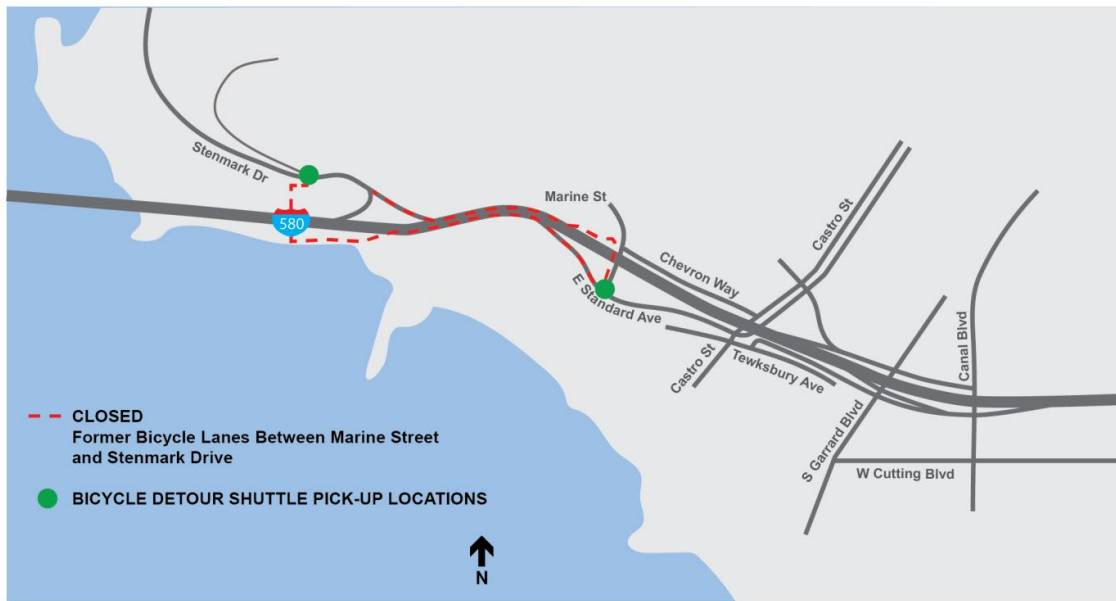 Stenmark Dr
580
Marine St
E Standard Ave
Chevron Way
Castro St
Castro St
Tewksbury Ave
S Garrard Blvd
Canal Blvd
W Cutting Blvd
CLOSED
Former Bicycle Lanes Between Marine Street
and Stenmark Drive
BICYCLE DETOUR SHUTTLE PICK-UP LOCATIONS
N